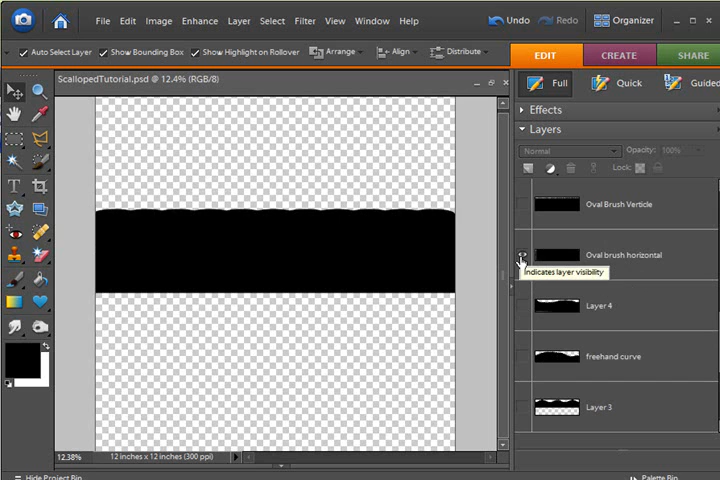 File Edit Image Enhance Layer Select Filter View Window Help Undo Redo Organizer
Auto Select Layer Show Bounding Box Show Highlight on Rollover Arrange Align Distribute EDIT CREATE SHARE
ScallopedTutorial.psd @ 12.4% (RGB/8)
Full Quick Guided
Effects
Layers
Normal Opacity: 100%
Lock:
Oval Brush Verticle
Oval brush horizontal
Indicates layer visibility
Layer 4
freehand curve
Layer 3
12.38% 12 inches x 12 inches (300 ppi)
Hide Project Bin Palette Bin